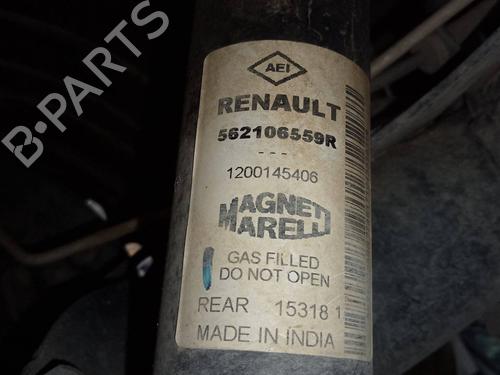 B-PARTS
AEI
RENAULT
562106559R
- - -
1200145406
MAGNETI
MARELLI
GAS FILLED
DO NOT OPEN
REAR 15318 1
MADE IN INDIA